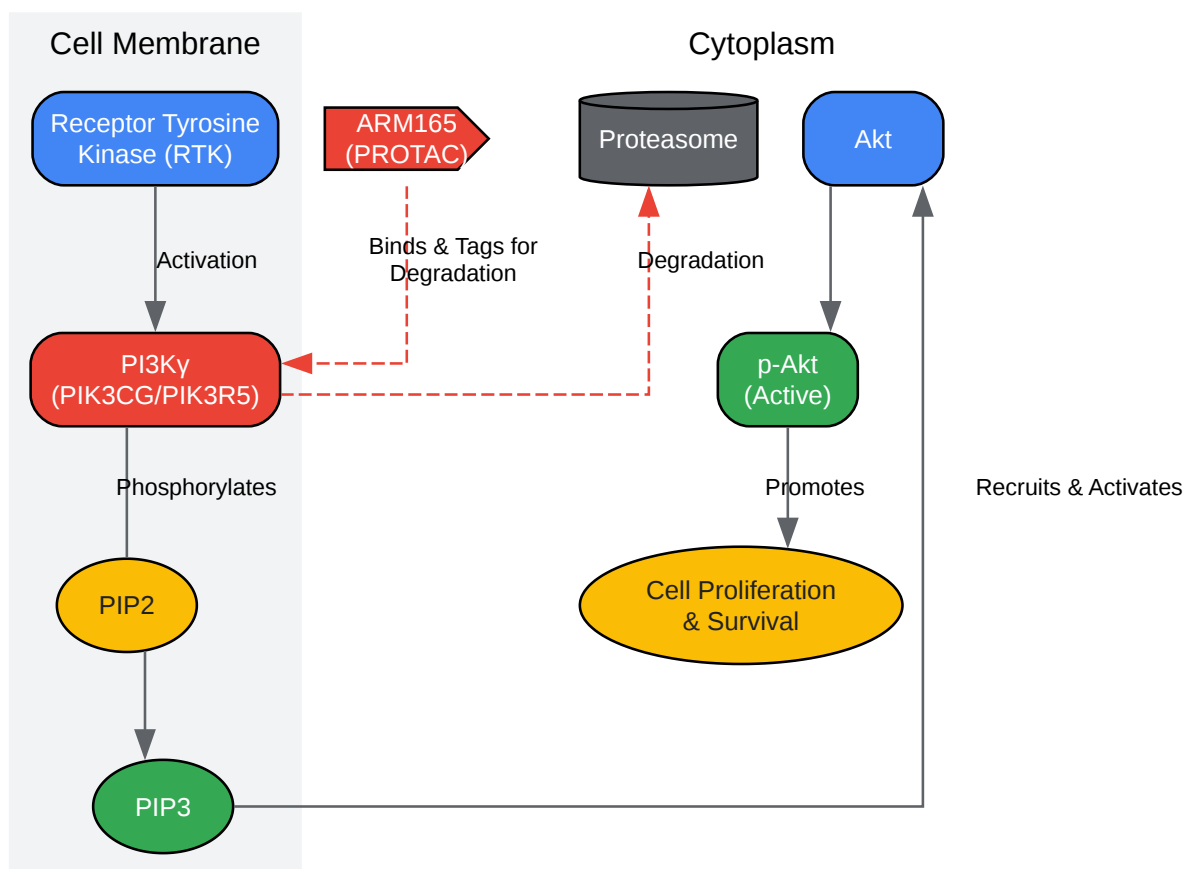 Cell Membrane
Cytoplasm
Receptor Tyrosine
Kinase (RTK)
ARM165
(PROTAC)
Proteasome
Akt
Activation
Binds & Tags for
Degradation
Degradation
PI3Kγ
(PIK3CG/PIK3R5)
p-Akt
(Active)
Phosphorylates
Promotes
Recruits & Activates
PIP2
Cell Proliferation
& Survival
PIP3